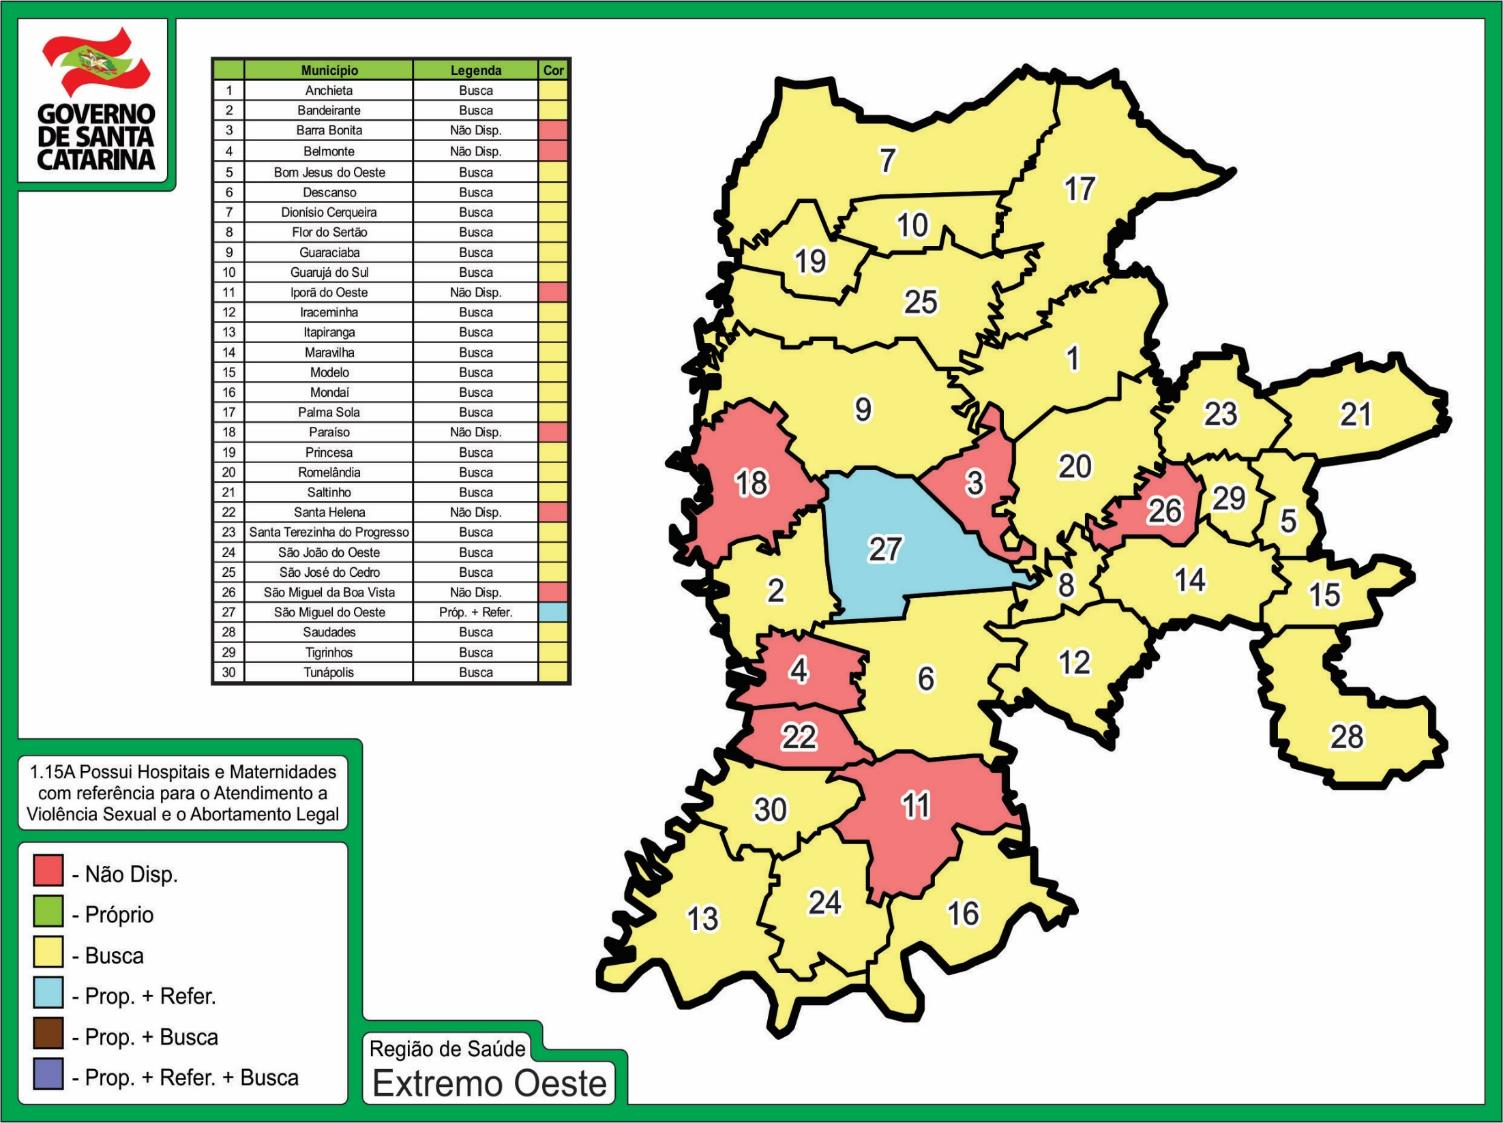 GOVERNO
DE SANTA
CATARINA
Município Legenda Cor
1 Anchieta Busca
2 Bandeirante Busca
3 Barra Bonita Não Disp.
4 Belmonte Não Disp.
5 Bom Jesus do Oeste Busca
6 Descanso Busca
7 Dionísio Cerqueira Busca
8 Flor do Sertão Busca
9 Guaraciaba Busca
10 Guarujá do Sul Busca
11 Iporã do Oeste Não Disp.
12 Iraceminha Busca
13 Itapiranga Busca
14 Maravilha Busca
15 Modelo Busca
16 Mondaí Busca
17 Palma Sola Busca
18 Paraíso Não Disp.
19 Princesa Busca
20 Romelândia Busca
21 Saltinho Busca
22 Santa Helena Não Disp.
23 Santa Terezinha do Progresso Busca
24 São João do Oeste Busca
25 São José do Cedro Busca
26 São Miguel da Boa Vista Não Disp.
27 São Miguel do Oeste Próp. + Refer.
28 Saudades Busca
29 Tigrinhos Busca
30 Tunápolis Busca
7
17
10
19
25
1
9
23
21
18
3
20
26
29
5
27
2
8
14
15
4
6
12
22
28
30
11
13
24
16
1.15A Possui Hospitais e Maternidades
com referência para o Atendimento a
Violência Sexual e o Abortamento Legal
- Não Disp.
- Próprio
- Busca
- Prop. + Refer.
- Prop. + Busca
- Prop. + Refer. + Busca
Região de Saúde
Extremo Oeste